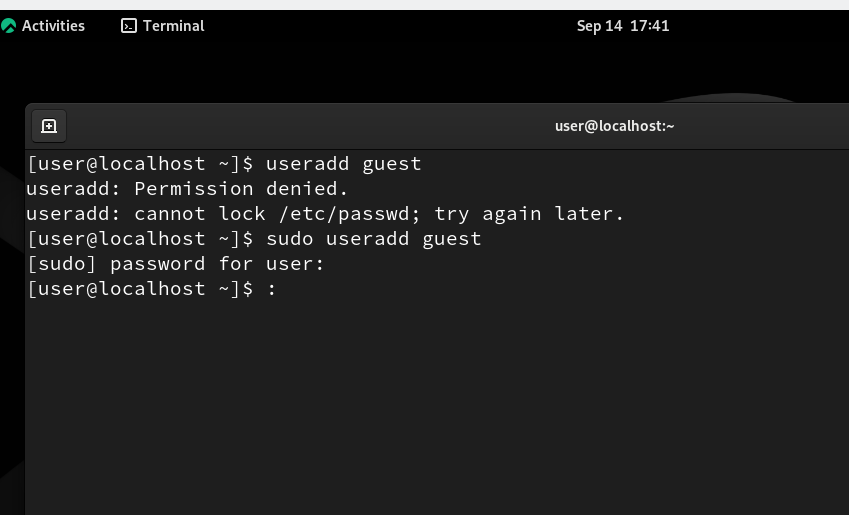 Activities Terminal Sep 14 17:41
user@localhost:~
[user@localhost ~]$ useradd guest
useradd: Permission denied.
useradd: cannot lock /etc/passwd; try again later.
[user@localhost ~]$ sudo useradd guest
[sudo] password for user:
[user@localhost ~]$ :